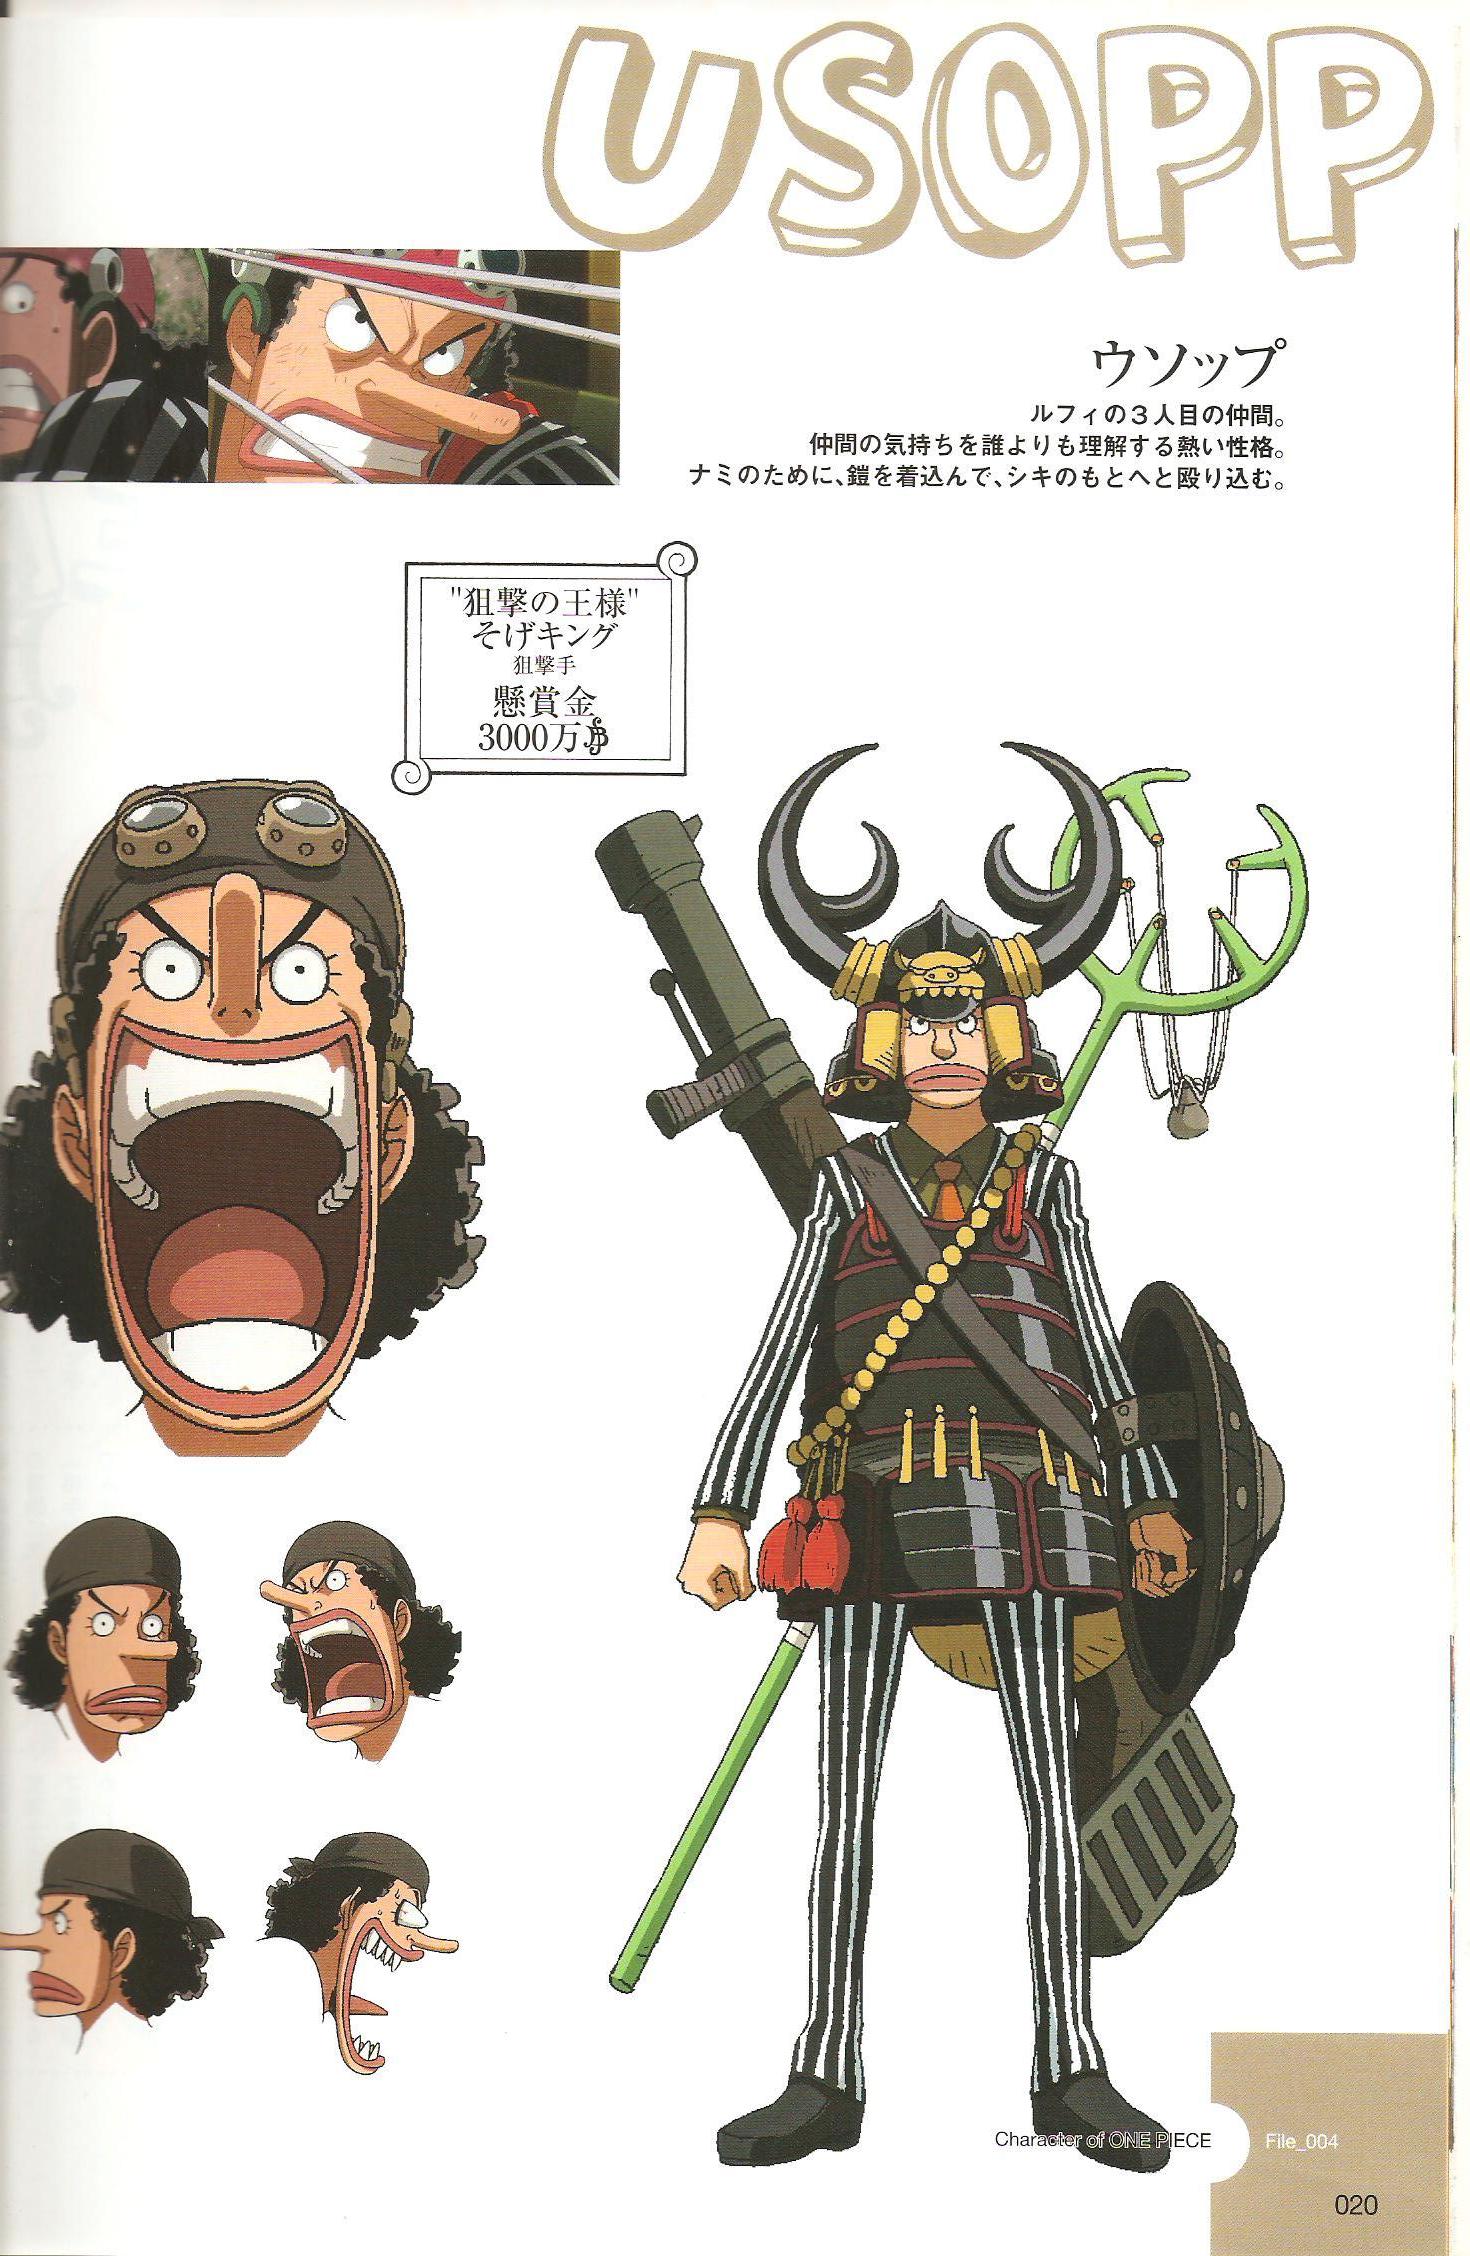 USOPP
ウソップ
ルフィの3人目の仲間。
仲間の気持ちを誰よりも理解する熱い性格。
ナミのために、鎧を着込んで、シキのもとへと殴り込む。
"狙撃の王様"
そげキング
狙撃手
懸賞金
3000万
Character of ONE PIECE
File_004
020